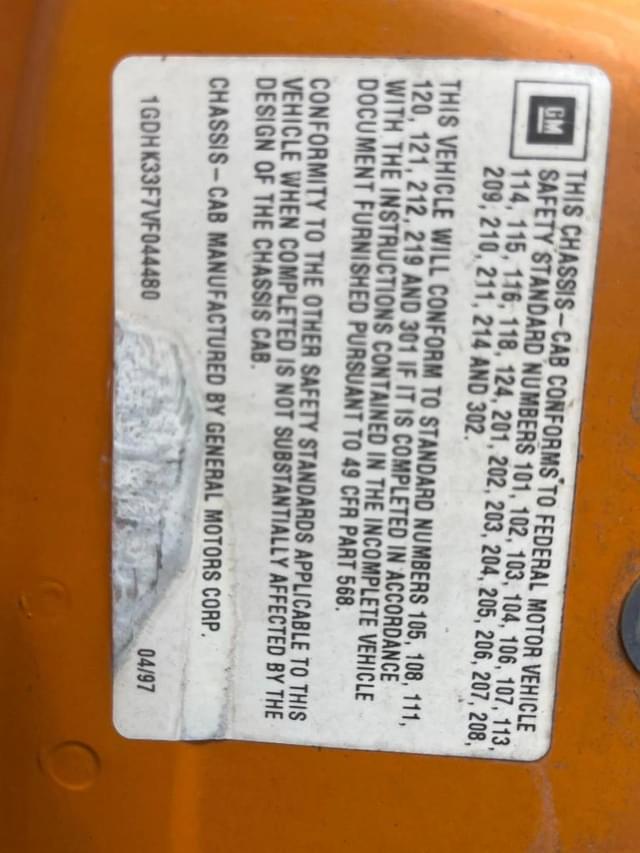 GM
THIS CHASSIS-CAB CONFORMS TO FEDERAL MOTOR VEHICLE
SAFETY STANDARD NUMBERS 101, 102, 103, 104, 106, 107, 113,
114, 115, 116, 118, 124, 201, 202, 203, 204, 205, 206, 207, 208,
209, 210, 211, 214 AND 302.
THIS VEHICLE WILL CONFORM TO STANDARD NUMBERS 105, 108, 111,
120, 121, 212, 219 AND 301 IF IT IS COMPLETED IN ACCORDANCE
WITH THE INSTRUCTIONS CONTAINED IN THE INCOMPLETE VEHICLE
DOCUMENT FURNISHED PURSUANT TO 49 CFR PART 568.
CONFORMITY TO THE OTHER SAFETY STANDARDS APPLICABLE TO THIS
VEHICLE WHEN COMPLETED IS NOT SUBSTANTIALLY AFFECTED BY THE
DESIGN OF THE CHASSIS CAB.
CHASSIS-CAB MANUFACTURED BY GENERAL MOTORS CORP.
1GDHK33F7VF044480 04/97